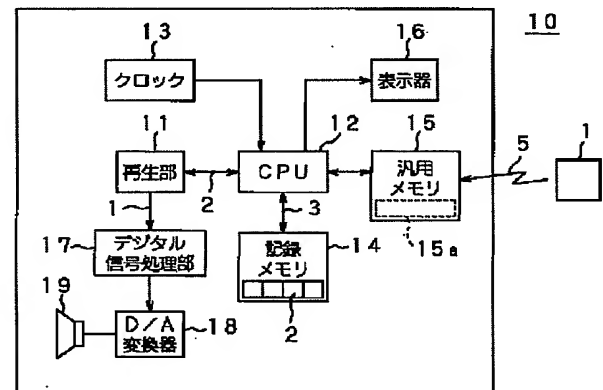 10
13
クロック
16
表示器
11
再生部
12
CPU
15
汎用
メモリ
15a
5
1
2
1
3
17
デジタル
信号処理部
14
記録
メモリ
2
19
D/A
変換器
18